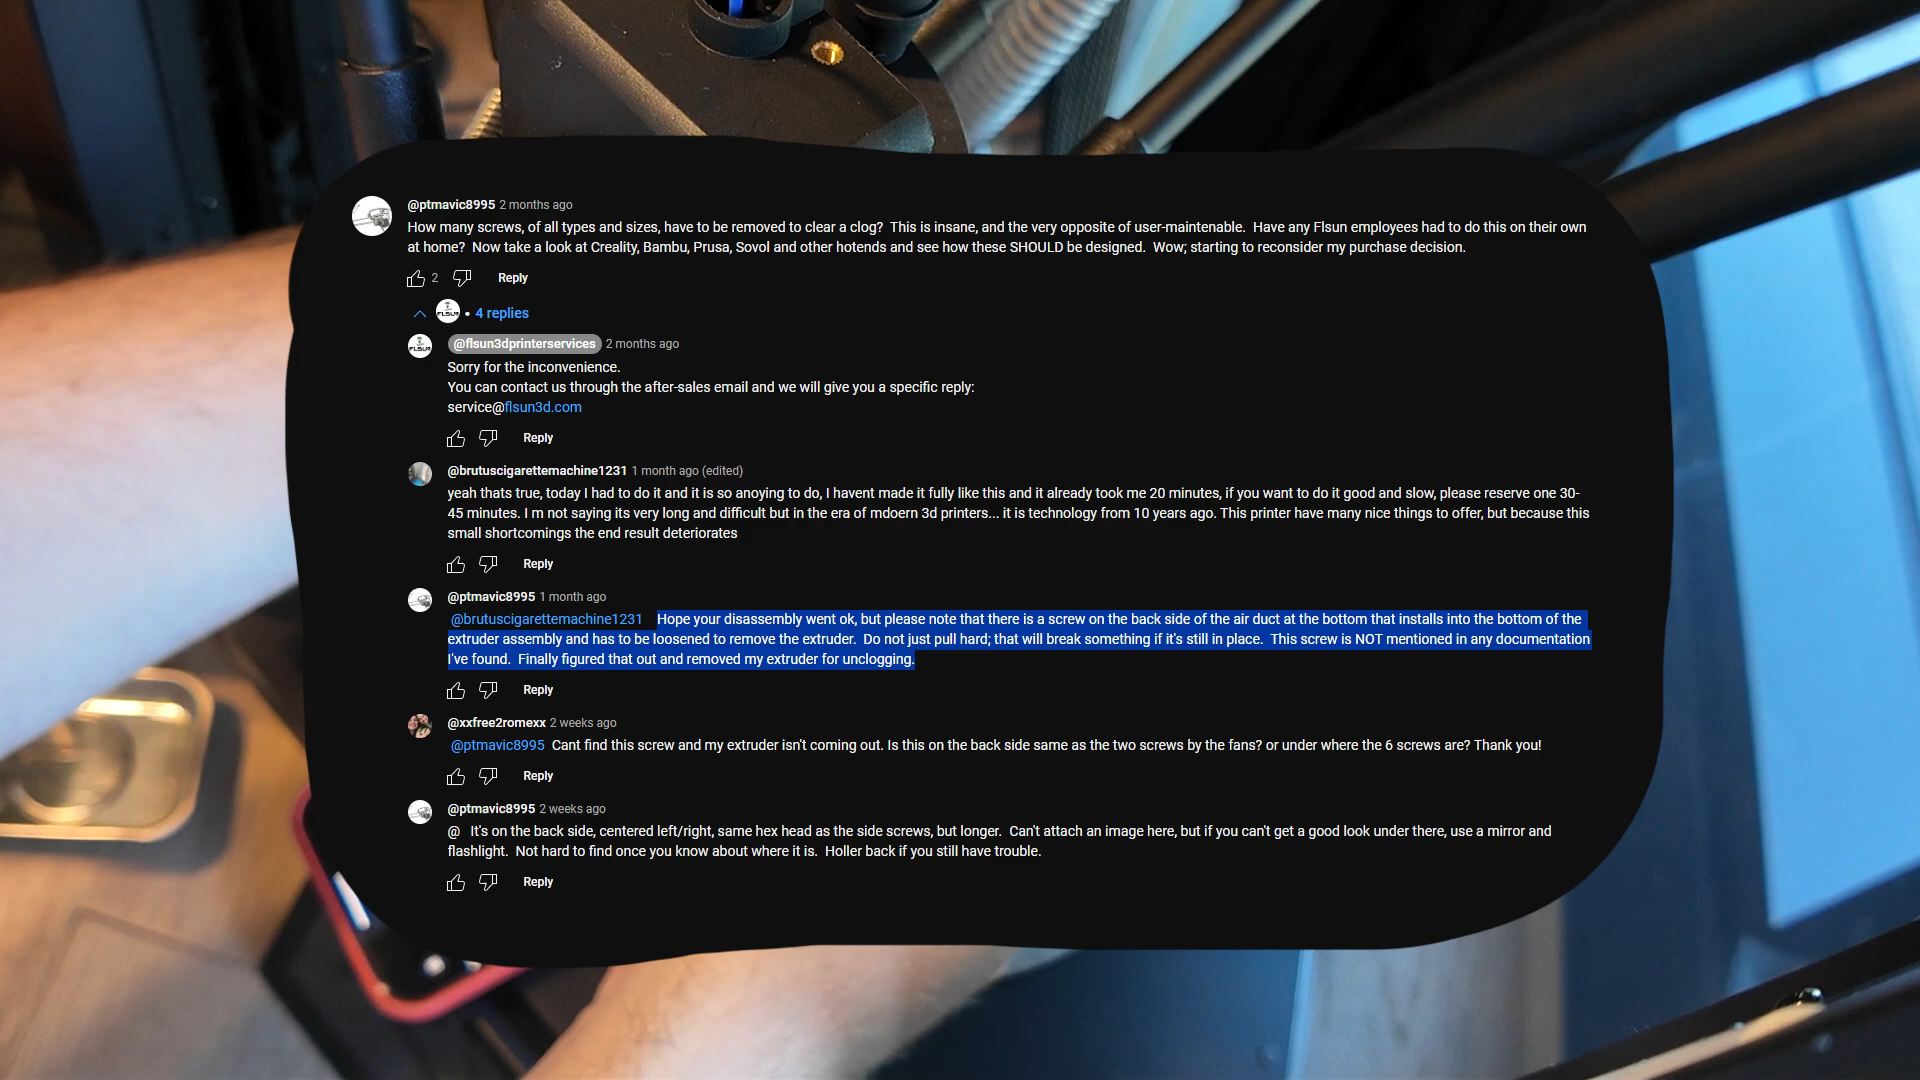 @ptmavic8995 2 months ago
How many screws, of all types and sizes, have to be removed to clear a clog? This is insane, and the very opposite of user-maintenable. Have any Flsun employees had to do this on their own
at home? Now take a look at Creality, Bambu, Prusa, Sovol and other hotends and see how these SHOULD be designed. Wow; starting to reconsider my purchase decision.
2 Reply
FLSUN • 4 replies
FLSUN @flsun3dprinterservices 2 months ago
Sorry for the inconvenience.
You can contact us through the after-sales email and we will give you a specific reply:
service@flsun3d.com
Reply
@brutuscigarettemachine1231 1 month ago (edited)
yeah thats true, today I had to do it and it is so anoying to do, I havent made it fully like this and it already took me 20 minutes, if you want to do it good and slow, please reserve one 30-
45 minutes. I m not saying its very long and difficult but in the era of mdoern 3d printers... it is technology from 10 years ago. This printer have many nice things to offer, but because this
small shortcomings the end result deteriorates
Reply
@ptmavic8995 1 month ago
@brutuscigarettemachine1231 Hope your disassembly went ok, but please note that there is a screw on the back side of the air duct at the bottom that installs into the bottom of the
extruder assembly and has to be loosened to remove the extruder. Do not just pull hard; that will break something if it's still in place. This screw is NOT mentioned in any documentation
I've found. Finally figured that out and removed my extruder for unclogging.
Reply
@xxfree2romexx 2 weeks ago
@ptmavic8995 Cant find this screw and my extruder isn't coming out. Is this on the back side same as the two screws by the fans? or under where the 6 screws are? Thank you!
Reply
@ptmavic8995 2 weeks ago
@ It's on the back side, centered left/right, same hex head as the side screws, but longer. Can't attach an image here, but if you can't get a good look under there, use a mirror and
flashlight. Not hard to find once you know about where it is. Holler back if you still have trouble.
Reply